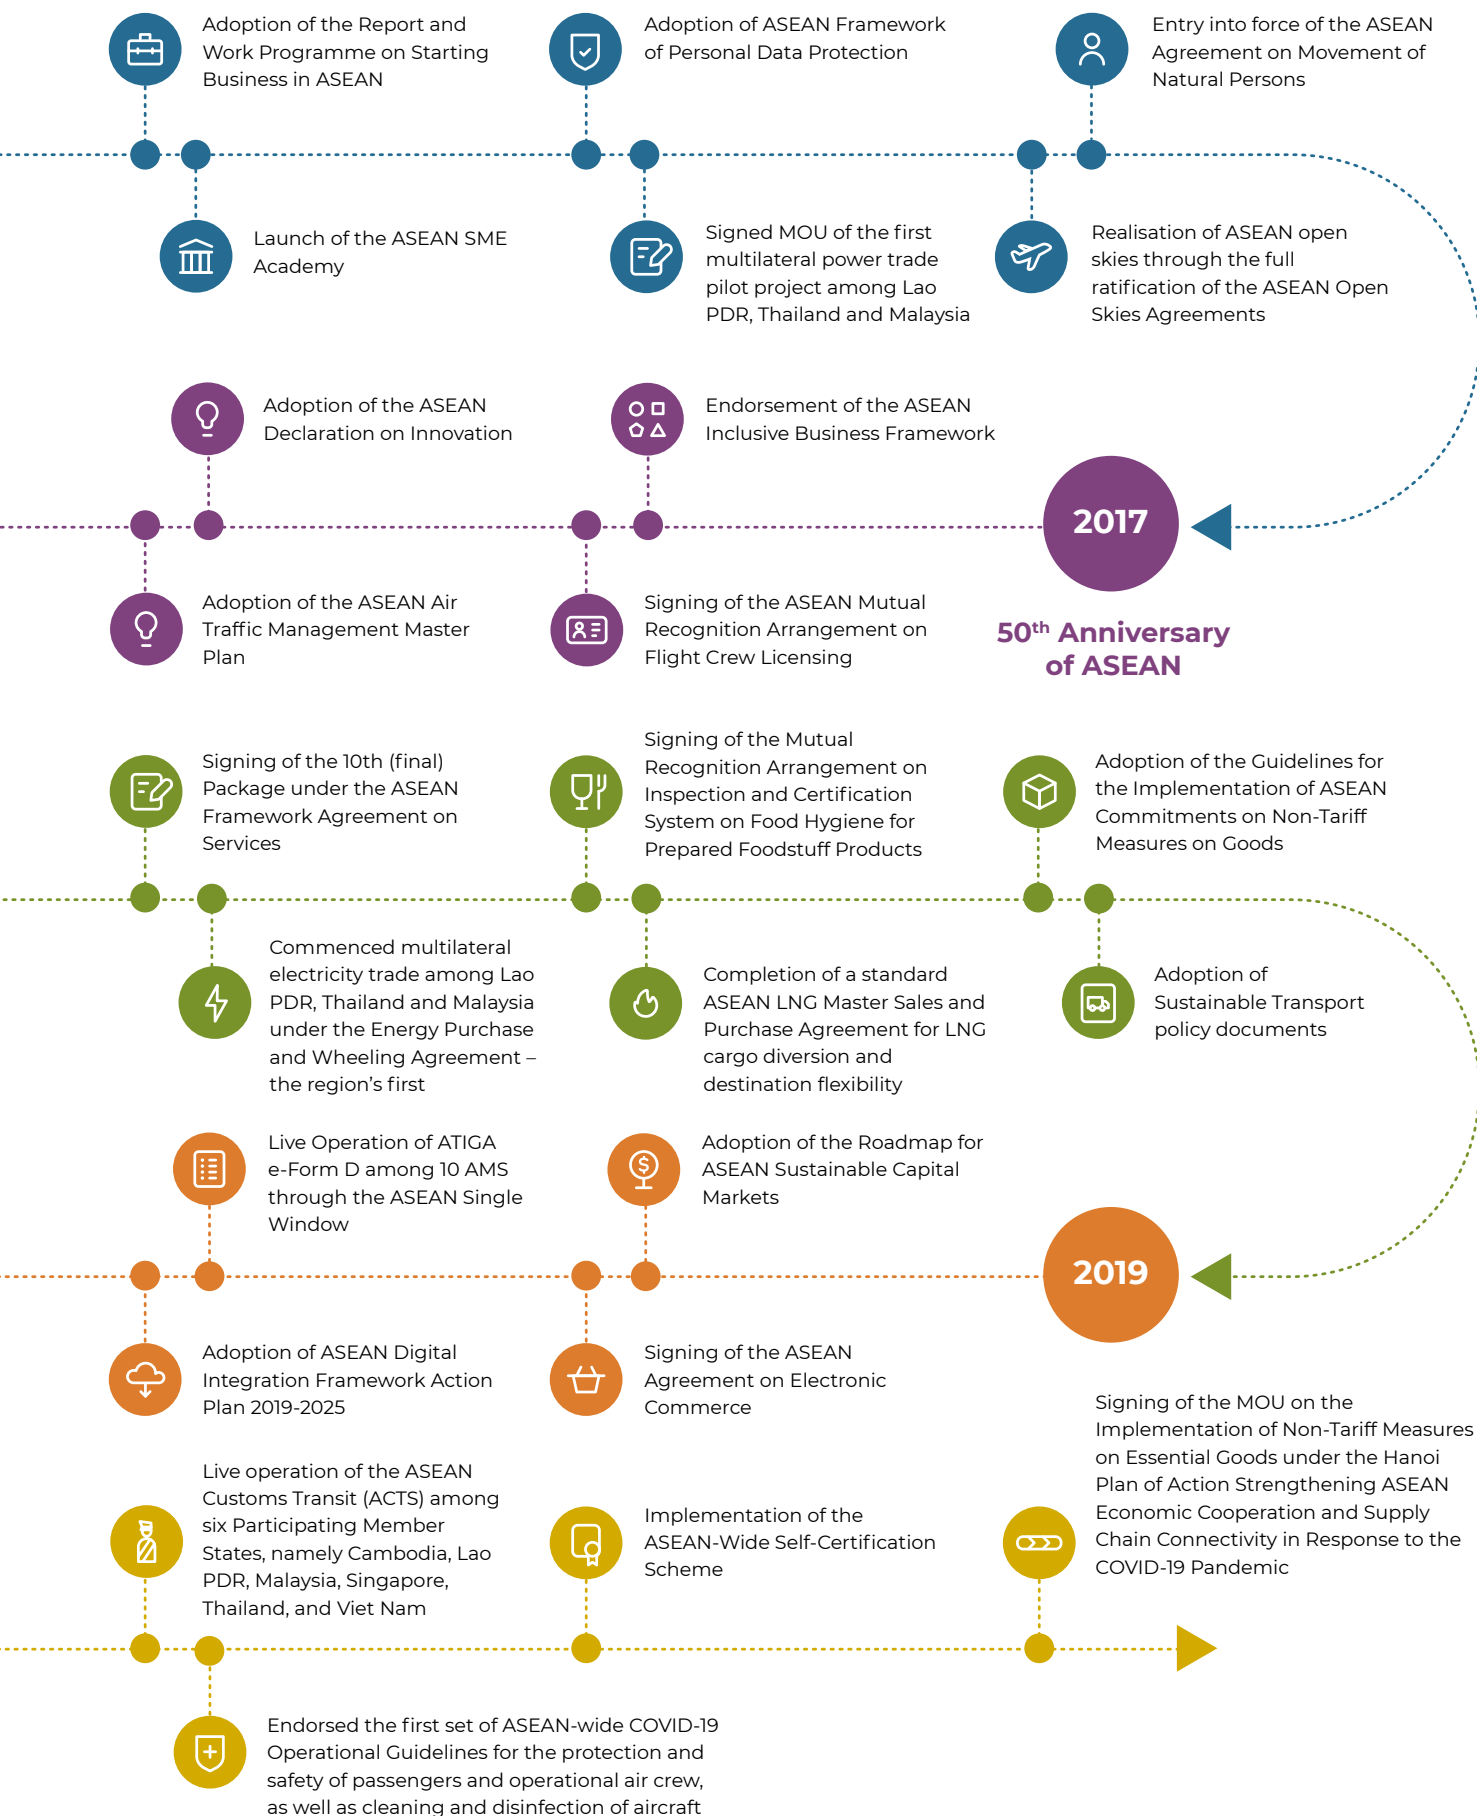 Adoption of the Report and
Work Programme on Starting
Business in ASEAN
Adoption of ASEAN Framework
of Personal Data Protection
Entry into force of the ASEAN
Agreement on Movement of
Natural Persons
Launch of the ASEAN SME
Academy
Signed MOU of the first
multilateral power trade
pilot project among Lao
PDR, Thailand and Malaysia
Realisation of ASEAN open
skies through the full
ratification of the ASEAN Open
Skies Agreements
Adoption of the ASEAN
Declaration on Innovation
Endorsement of the ASEAN
Inclusive Business Framework
2017
50th Anniversary
of ASEAN
Adoption of the ASEAN Air
Traffic Management Master
Plan
Signing of the ASEAN Mutual
Recognition Arrangement on
Flight Crew Licensing
Signing of the 10th (final)
Package under the ASEAN
Framework Agreement on
Services
Signing of the Mutual
Recognition Arrangement on
Inspection and Certification
System on Food Hygiene for
Prepared Foodstuff Products
Adoption of the Guidelines for
the Implementation of ASEAN
Commitments on Non-Tariff
Measures on Goods
Commenced multilateral
electricity trade among Lao
PDR, Thailand and Malaysia
under the Energy Purchase
and Wheeling Agreement –
the region's first
Completion of a standard
ASEAN LNG Master Sales and
Purchase Agreement for LNG
cargo diversion and
destination flexibility
Adoption of
Sustainable Transport
policy documents
Live Operation of ATIGA
e-Form D among 10 AMS
through the ASEAN Single
Window
Adoption of the Roadmap for
ASEAN Sustainable Capital
Markets
2019
Adoption of ASEAN Digital
Integration Framework Action
Plan 2019-2025
Signing of the ASEAN
Agreement on Electronic
Commerce
Live operation of the ASEAN
Customs Transit (ACTS) among
six Participating Member
States, namely Cambodia, Lao
PDR, Malaysia, Singapore,
Thailand, and Viet Nam
Implementation of the
ASEAN-Wide Self-Certification
Scheme
Signing of the MOU on the
Implementation of Non-Tariff Measures
on Essential Goods under the Hanoi
Plan of Action Strengthening ASEAN
Economic Cooperation and Supply
Chain Connectivity in Response to the
COVID-19 Pandemic
Endorsed the first set of ASEAN-wide COVID-19
Operational Guidelines for the protection and
safety of passengers and operational air crew,
as well as cleaning and disinfection of aircraft